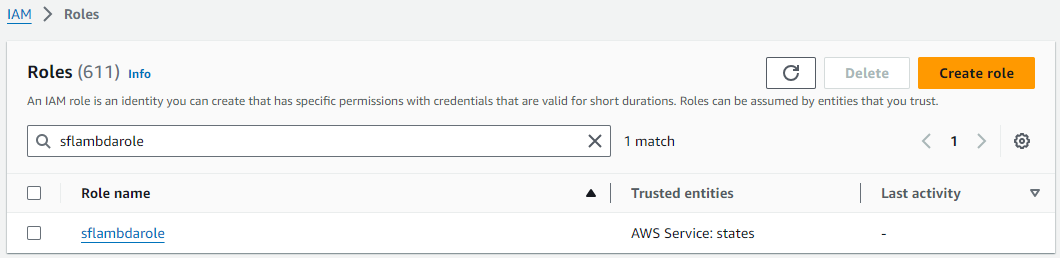 IAM > Roles
Roles (611) Info
Delete
Create role
An IAM role is an identity you can create that has specific permissions with credentials that are valid for short durations. Roles can be assumed by entities that you trust.
sflambdarole
1 match
1
Role name
Trusted entities
Last activity
sflambdarole
AWS Service: states
-